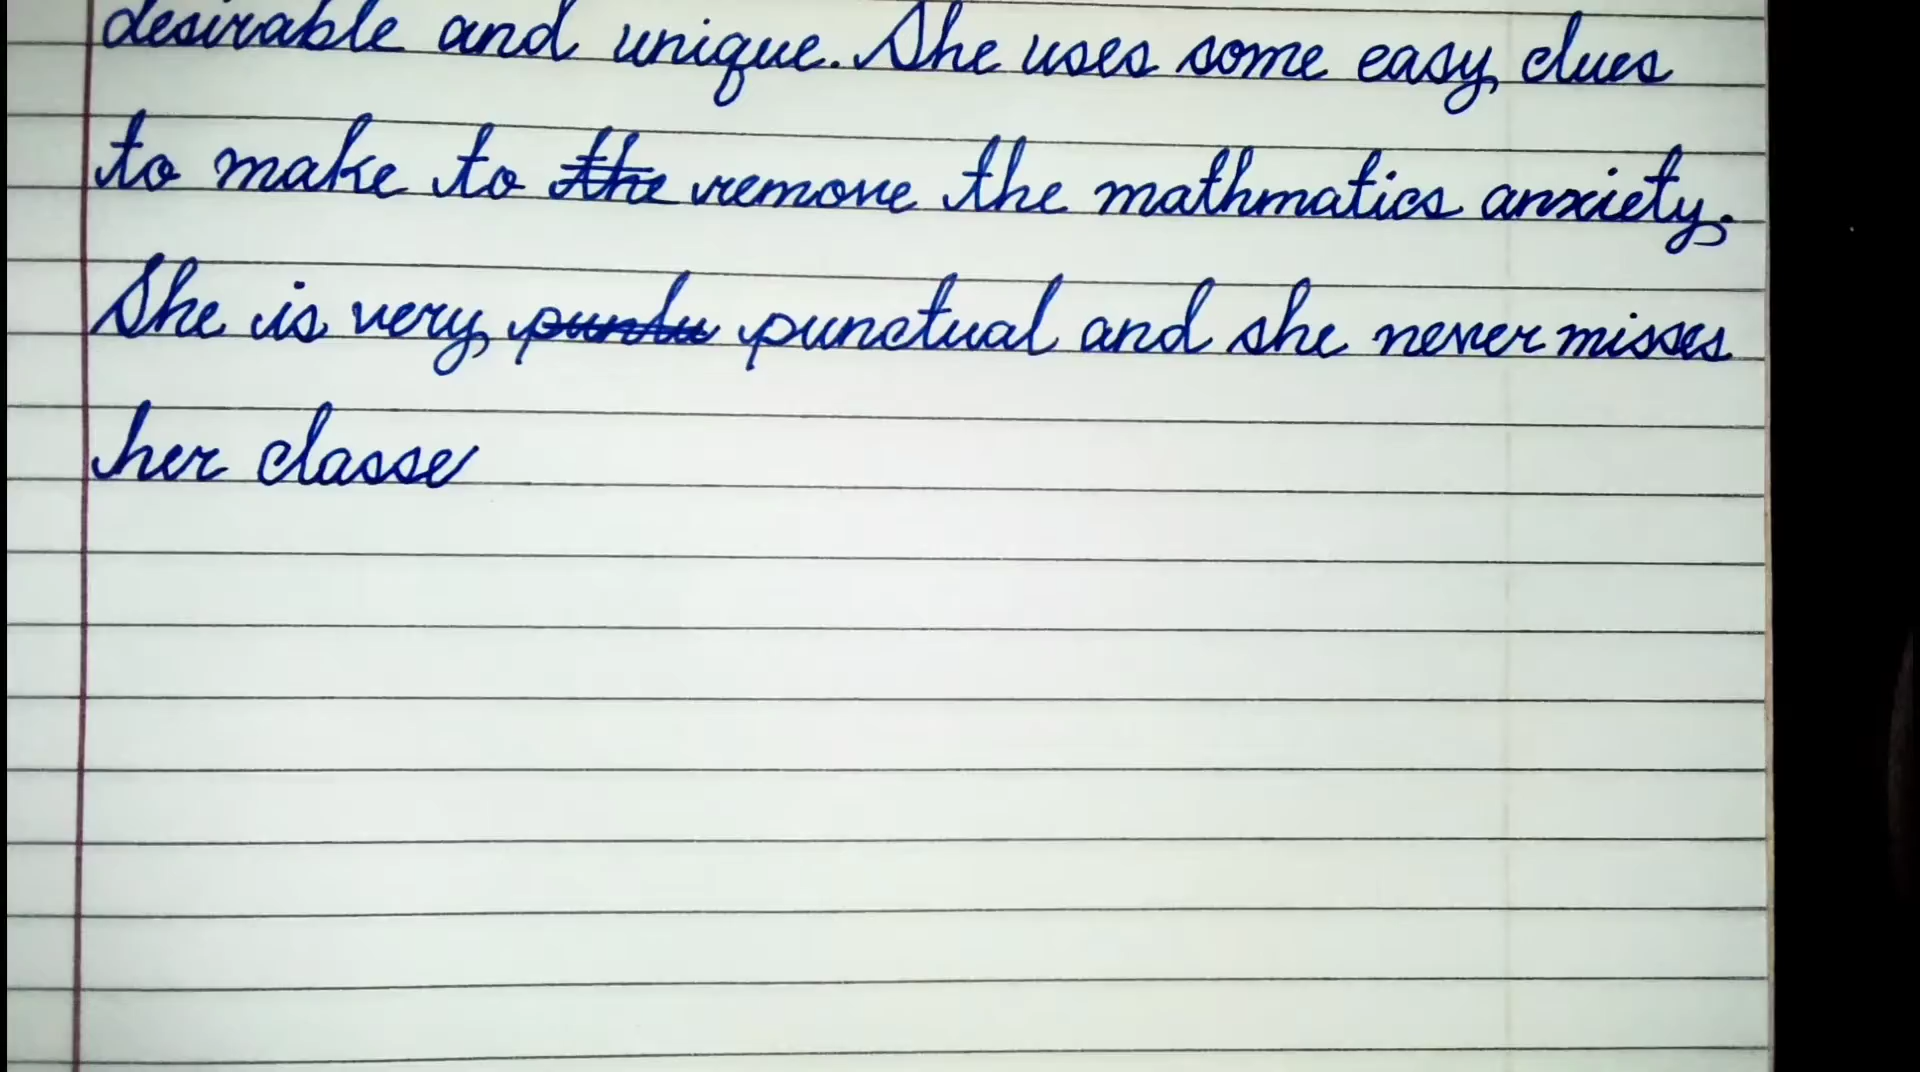 desirable and unique. She uses some easy clues
to make to the remove the mathmatics anxiety.
She is very puntu punctual and she never misses
her classe